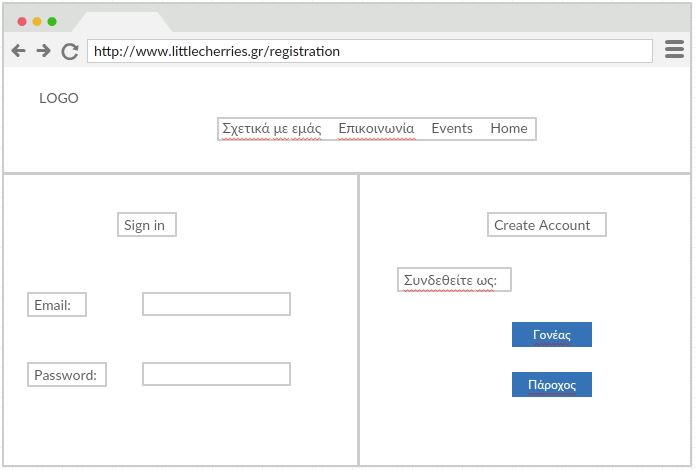 http://www.littlecherries.gr/registration
LOGO
Σχετικά με εμάς Επικοινωνία Events Home
Sign in
Email:
Password:
Create Account
Συνδεθείτε ως:
Γονέας
Πάροχος